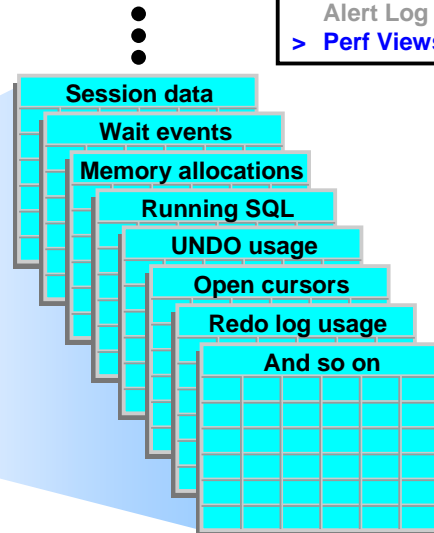 Alert Log
> Perf Views
Session data
Wait events
Memory allocations
Running SQL
UNDO usage
Open cursors
Redo log usage
And so on